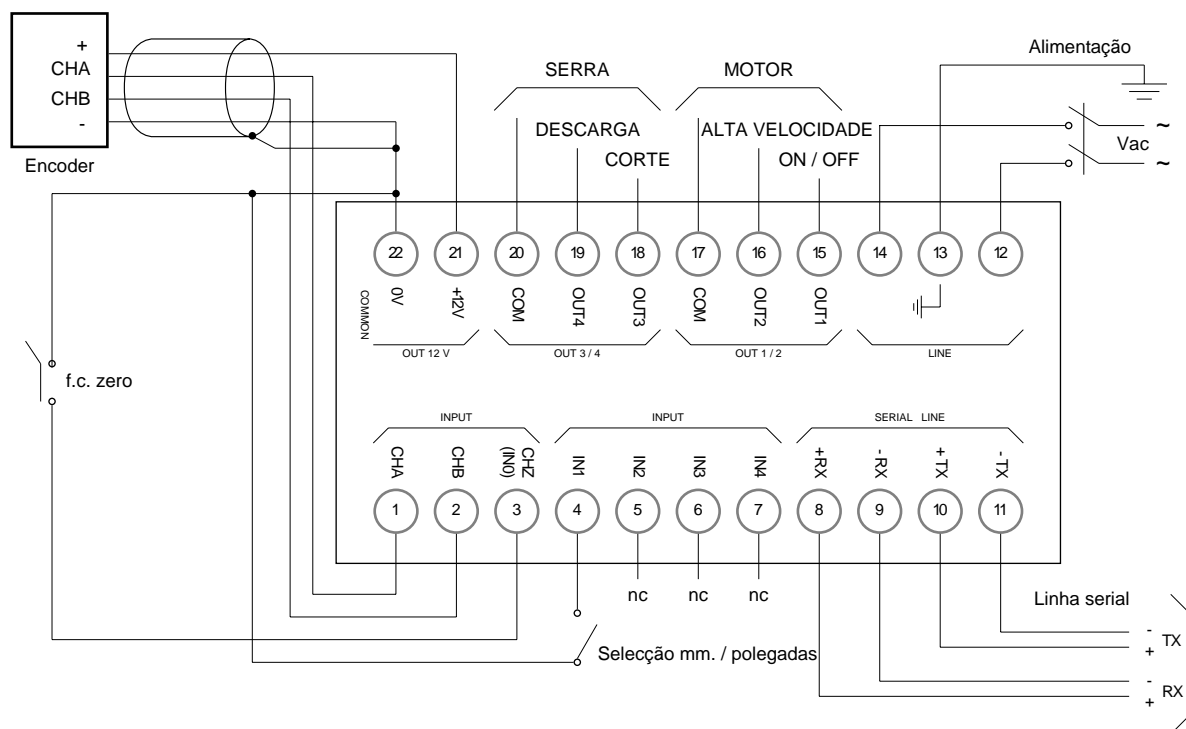 +
CHA
CHB
-
Encoder
SERRA
MOTOR
Alimentação
DESCARGA
ALTA VELOCIDADE
CORTE
ON / OFF
~
Vac
~
22
21
20
19
18
17
16
15
14
13
12
COMMON
0V
+12V
COM
OUT4
OUT3
COM
OUT2
OUT1
OUT 12 V
OUT 3 / 4
OUT 1 / 2
LINE
f.c. zero
INPUT
INPUT
SERIAL LINE
CHA
CHB
CHZ
(IN0)
IN1
IN2
IN3
IN4
+RX
-RX
+TX
-TX
1
2
3
4
5
6
7
8
9
10
11
nc
nc
nc
Linha serial
Selecção mm. / polegadas
-
+
TX
-
+
RX